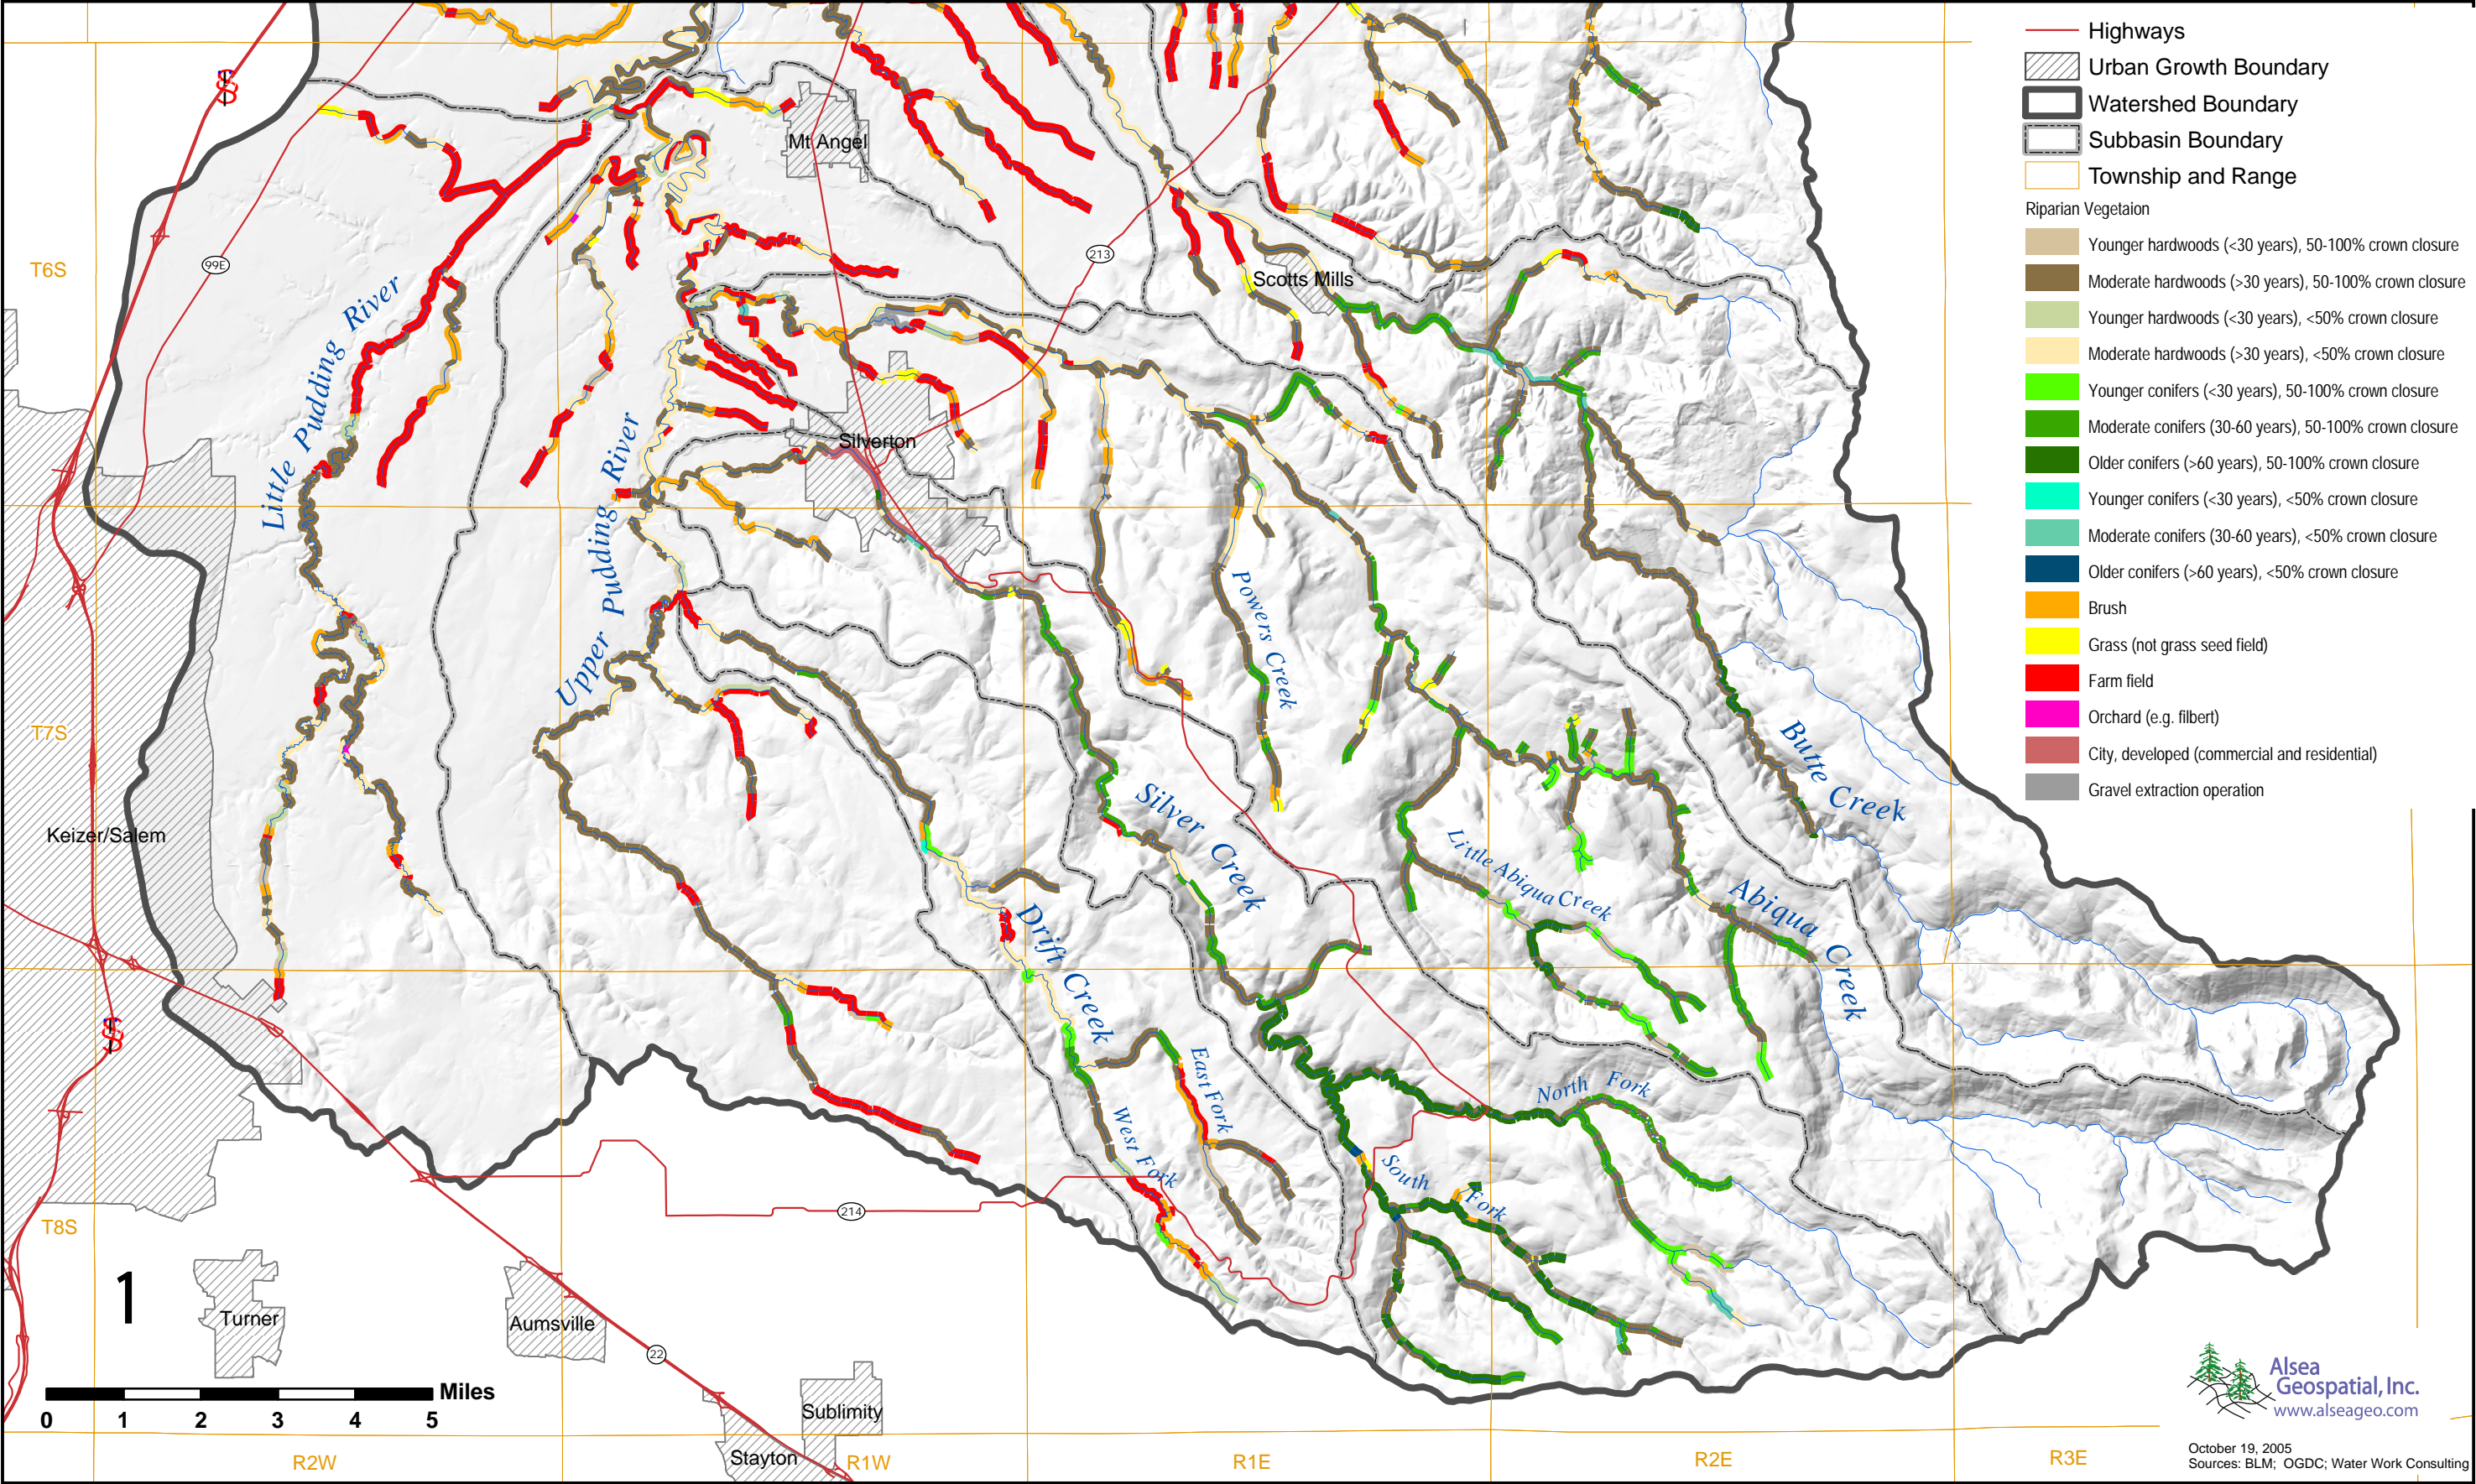 Highways
Urban Growth Boundary
Watershed Boundary
Subbasin Boundary
Township and Range
Riparian Vegetaion
Younger hardwoods (<30 years), 50-100% crown closure
Moderate hardwoods (>30 years), 50-100% crown closure
Younger hardwoods (<30 years), <50% crown closure
Moderate hardwoods (>30 years), <50% crown closure
Younger conifers (<30 years), 50-100% crown closure
Moderate conifers (30-60 years), 50-100% crown closure
Older conifers (>60 years), 50-100% crown closure
Younger conifers (<30 years), <50% crown closure
Moderate conifers (30-60 years), <50% crown closure
Older conifers (>60 years), <50% crown closure
Brush
Grass (not grass seed field)
Farm field
Orchard (e.g. filbert)
City, developed (commercial and residential)
Gravel extraction operation
Mt Angel
99E
213
T6S
Scotts Mills
Little Pudding River
Silverton
Upper Pudding River
Powers Creek
T7S
Butte Creek
Silver Creek
Keizer/Salem
Little Abiqua Creek
Abiqua Creek
Drift Creek
East Fork
North Fork
West Fork
South Fork
214
T8S
1
Turner
Aumsville
22
Sublimity
Stayton
Miles
0 1 2 3 4 5
R2W
R1W
R1E
R2E
R3E
Alsea
Geospatial, Inc.
www.alseageo.com
October 19, 2005
Sources: BLM; OGDC; Water Work Consulting